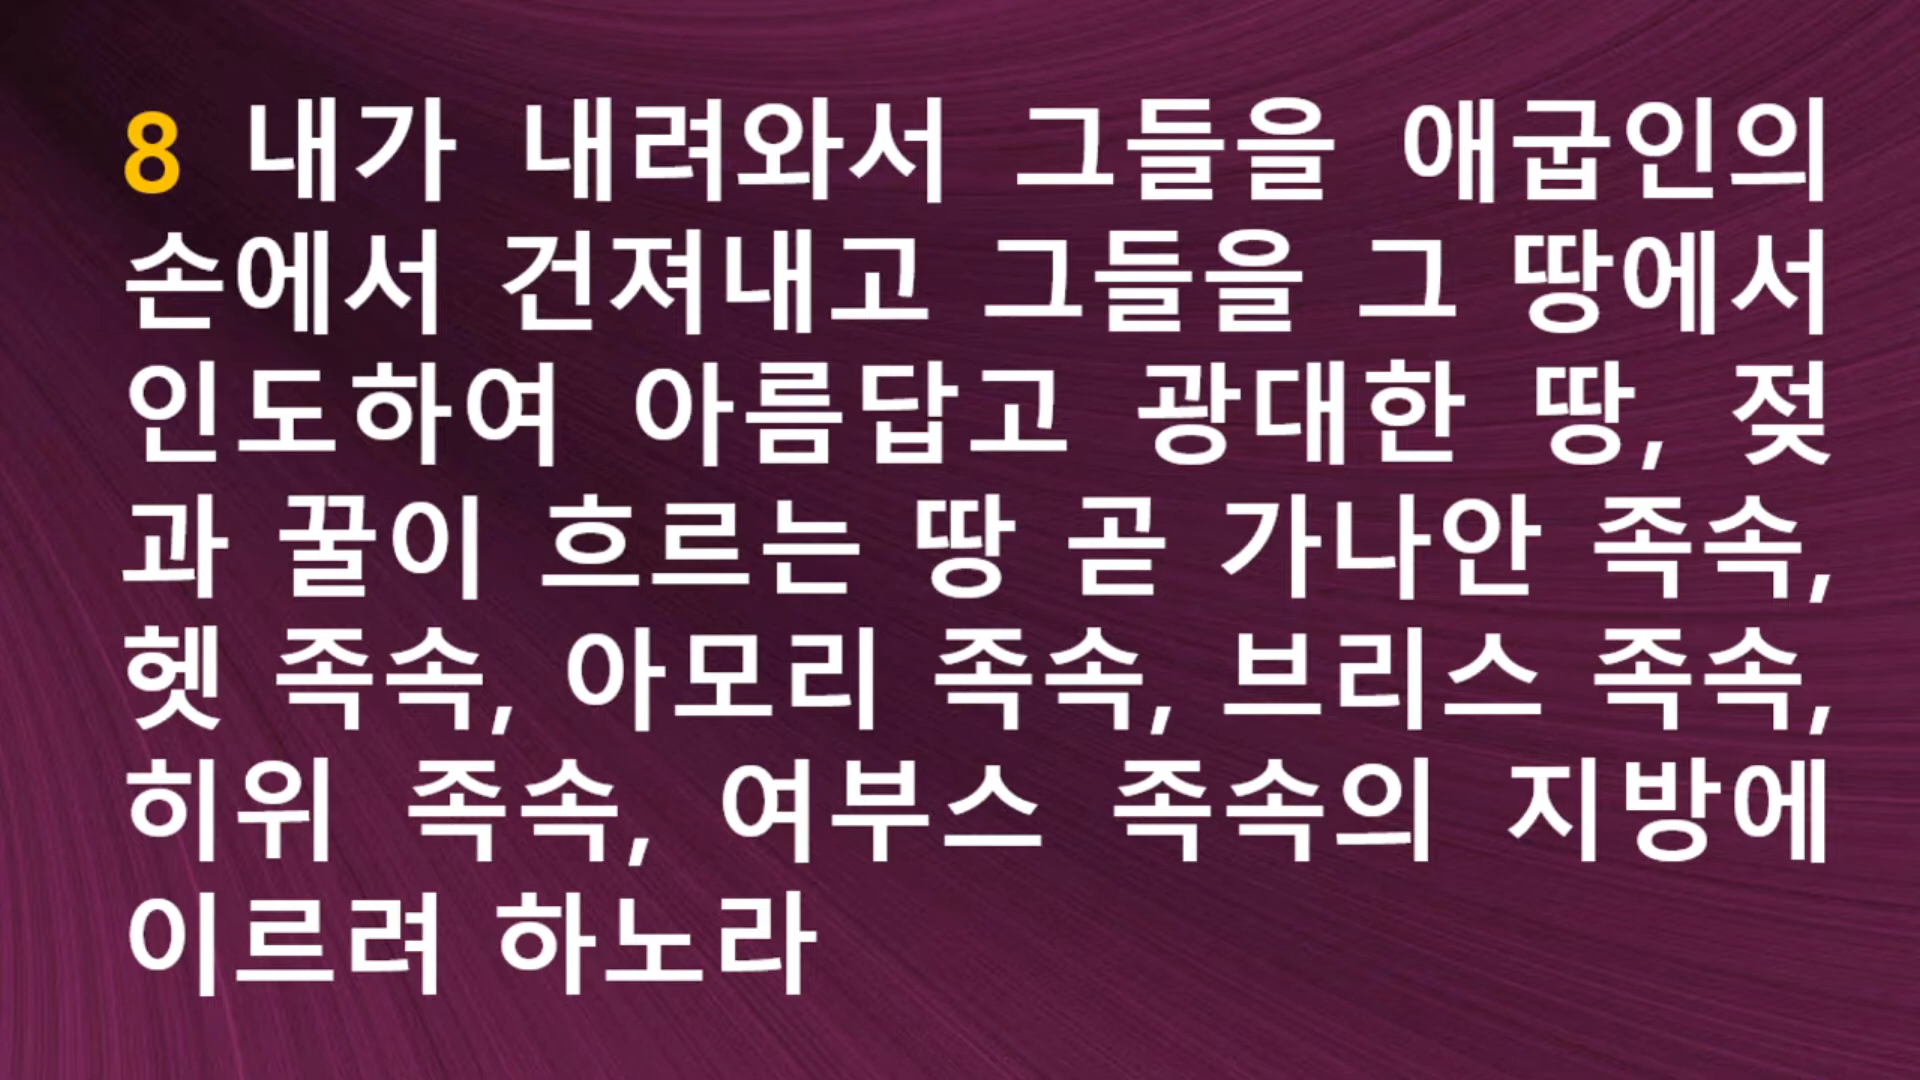 8 내가 내려와서 그들을 애굽인의
손에서 건져내고 그들을 그 땅에서
인도하여 아름답고 광대한 땅, 젖
과 꿀이 흐르는 땅 곧 가나안 족속,
헷 족속, 아모리 족속, 브리스 족속,
히위 족속, 여부스 족속의 지방에
이르려 하노라